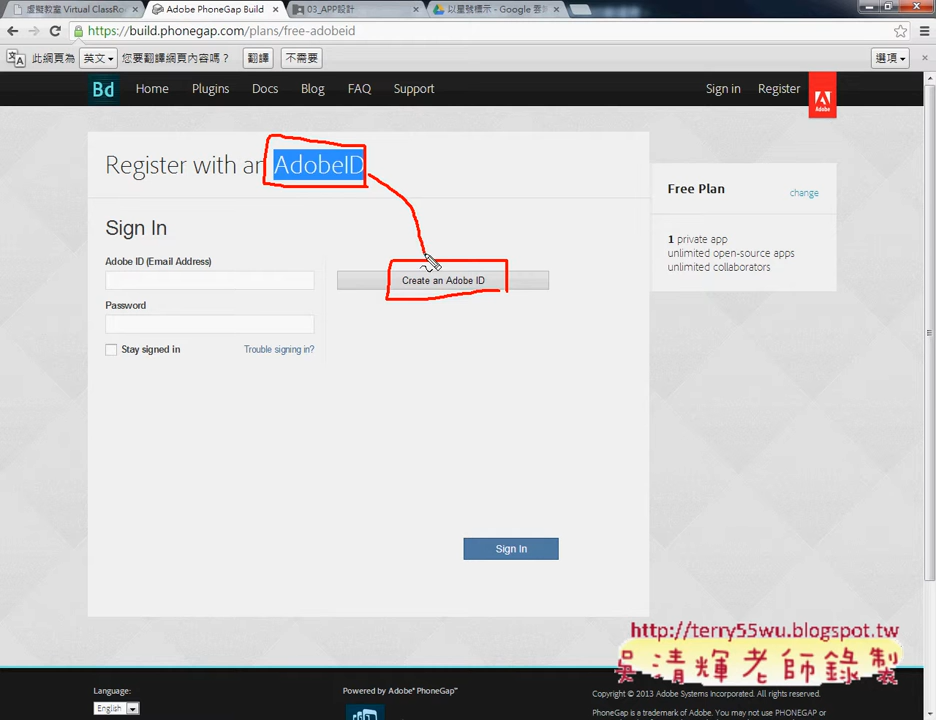 虛擬教室 Virtual ClassRo
Adobe PhoneGap Build
03_APP設計
以星號標示 - Google 雲
https://build.phonegap.com/plans/free-adobeid
此網頁為 英文 您要翻譯網頁內容嗎？ 翻譯 不需要 選項
Bd Home Plugins Docs Blog FAQ Support Sign in Register Adobe
Register with an AdobeID
Sign In
Adobe ID (Email Address)
Password
Stay signed in
Trouble signing in?
Create an Adobe ID
Sign In
Free Plan
change
1 private app
unlimited open-source apps
unlimited collaborators
http://terry55wu.blogspot.tw
吳清輝老師錄製
Language:
English
Powered by Adobe® PhoneGap™
Copyright © 2013 Adobe Systems Incorporated. All rights reserved.
PhoneGap is a trademark of Adobe. You may not use PHONEGAP or